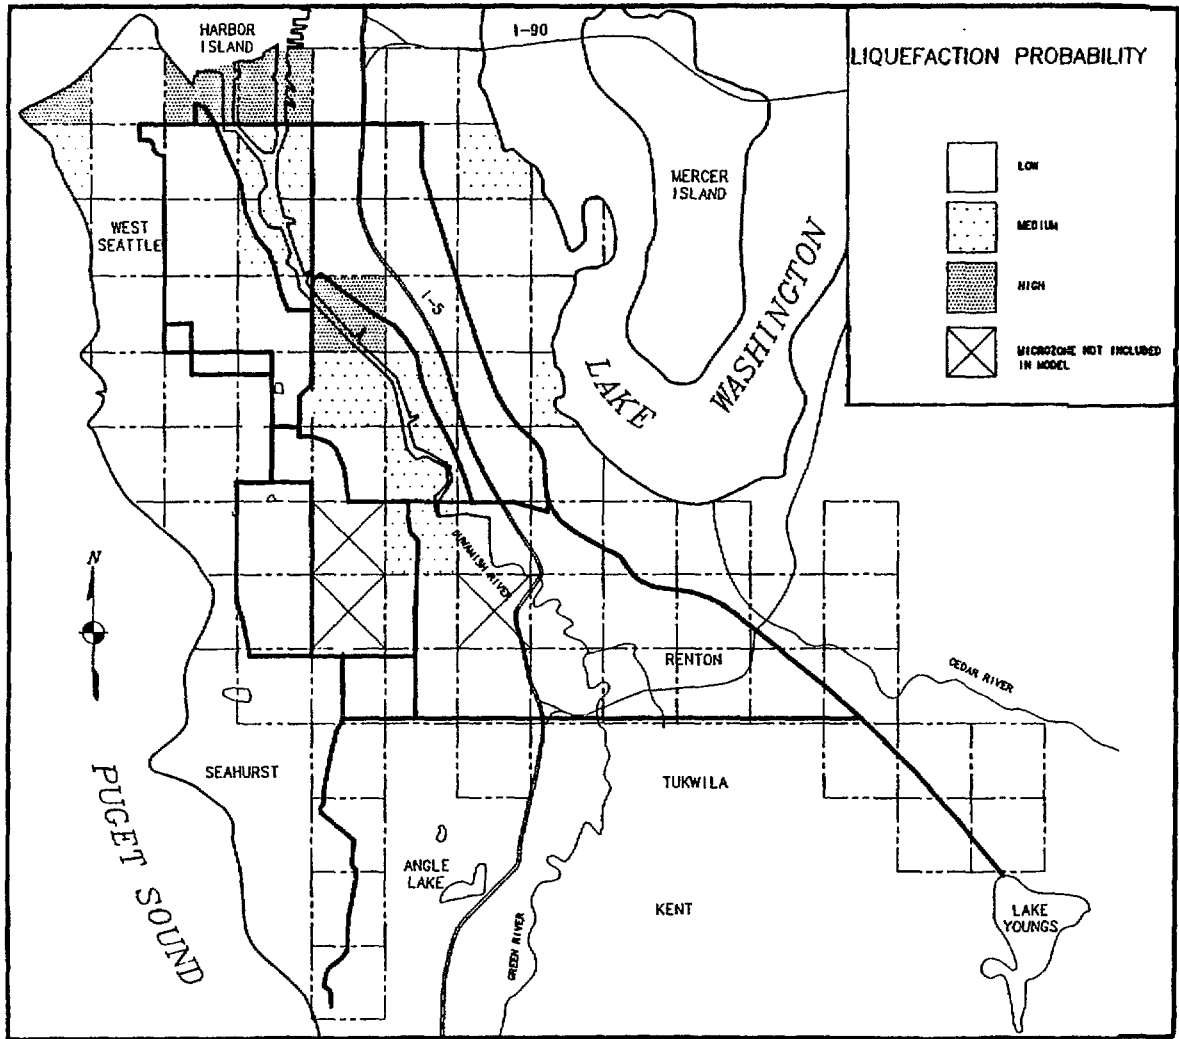 HARBOR
ISLAND
I-90
LIQUEFACTION PROBABILITY
LOW
MEDIUM
HIGH
MICROZONE NOT INCLUDED
IN MODEL
MERCER
ISLAND
WEST
SEATTLE
I-5
LAKE
WASHINGTON
N
DUWAMISH RIVER
RENTON
CEDAR RIVER
SEAHURST
TUKWILA
PUGET SOUND
ANGLE
LAKE
KENT
GREEN RIVER
LAKE
YOUNGS